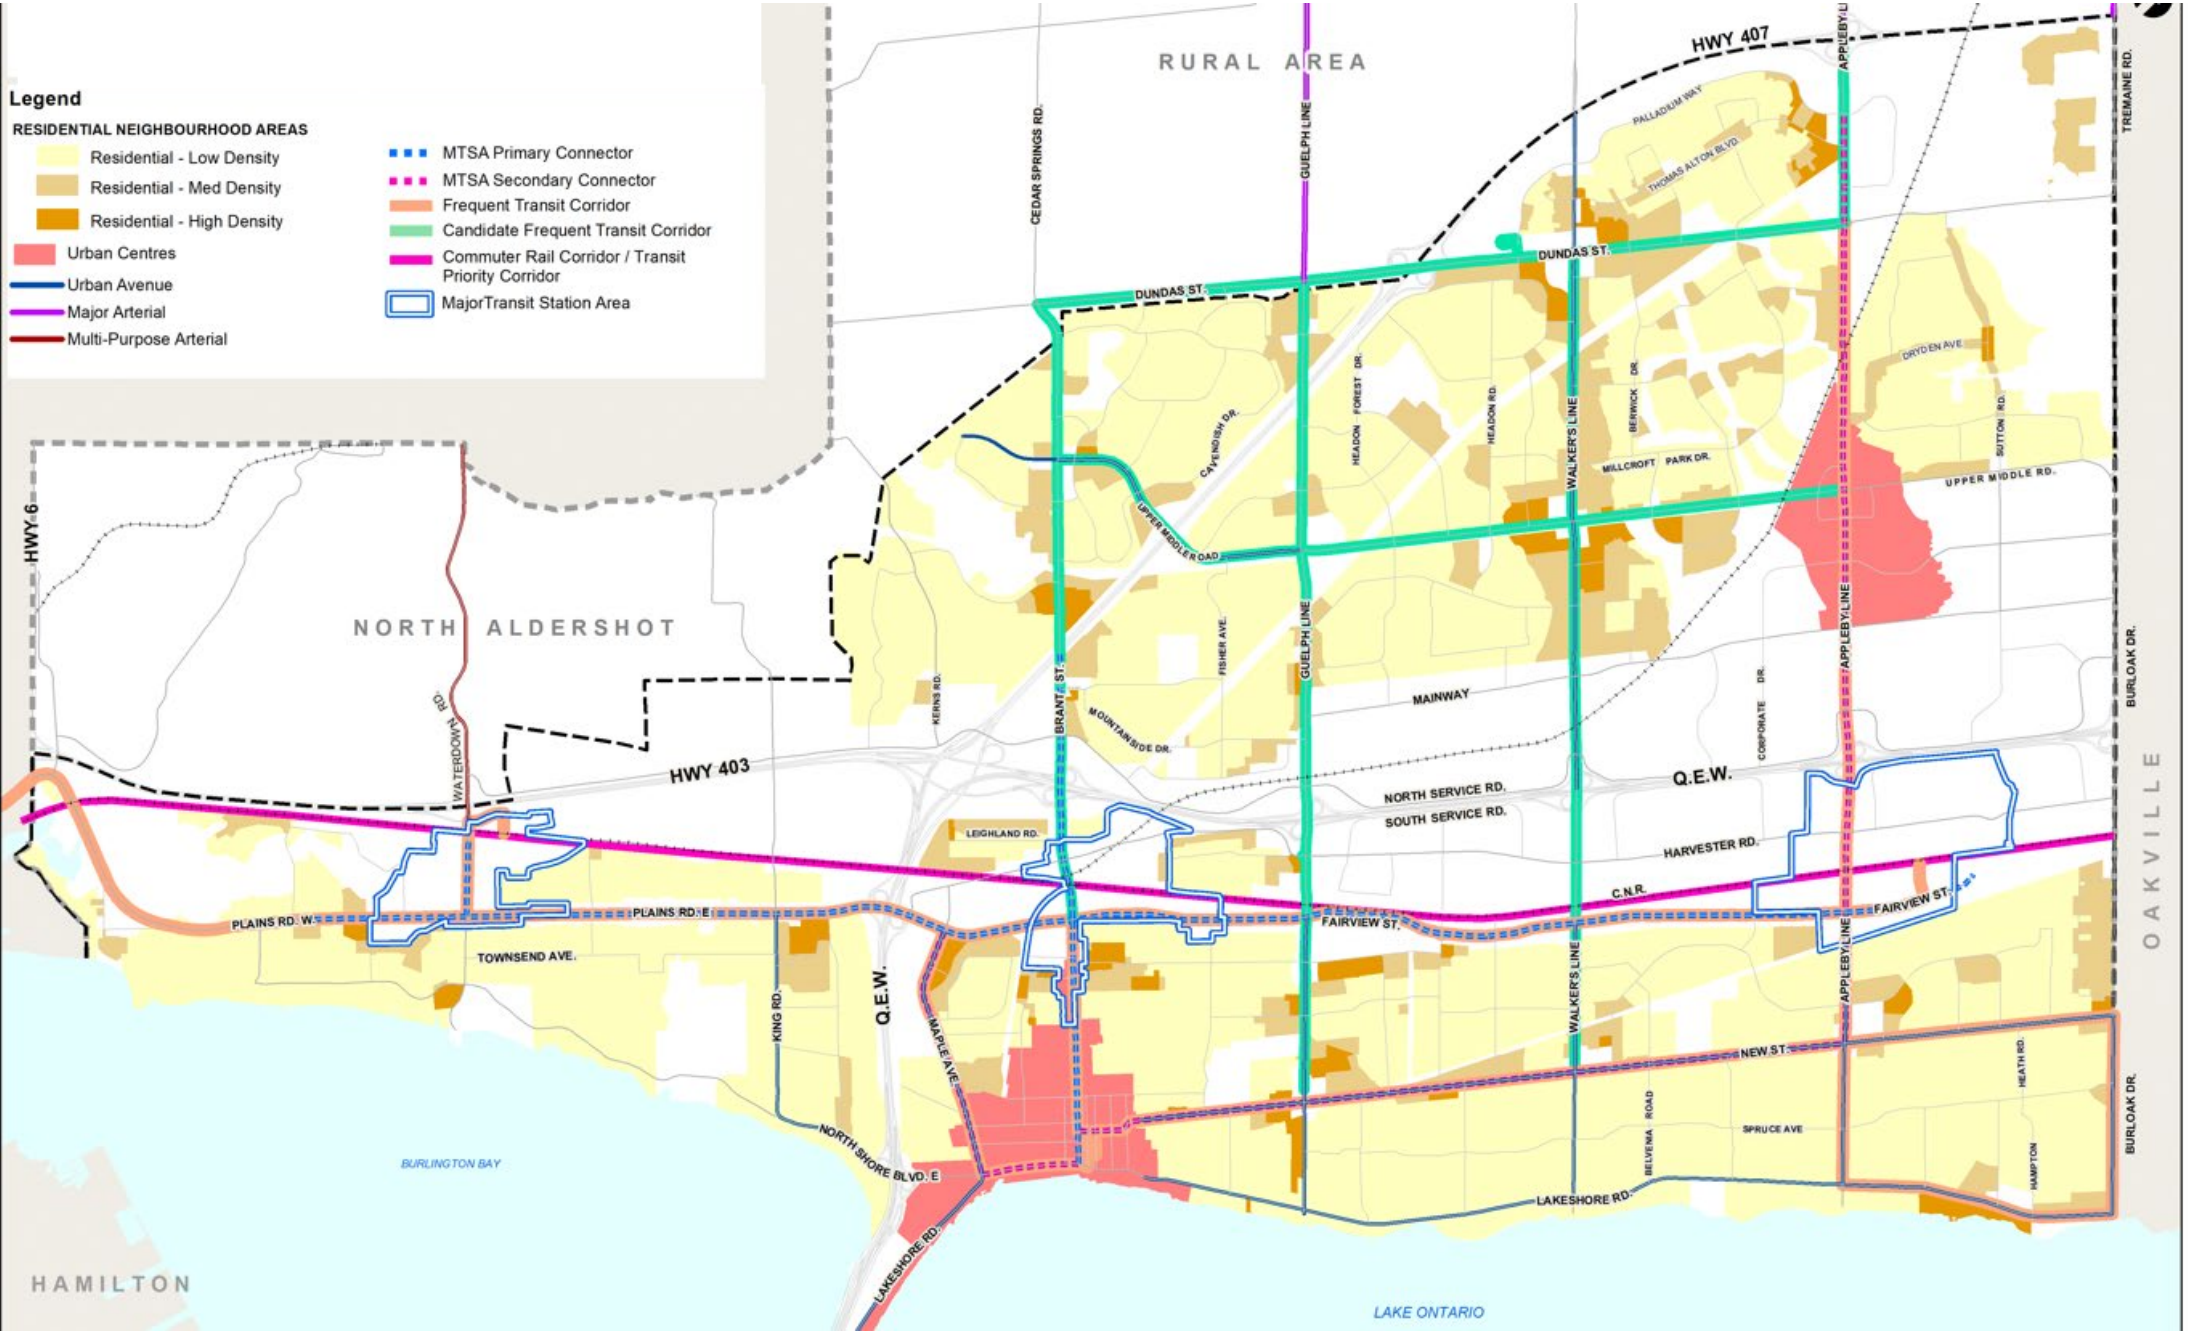 Legend
RESIDENTIAL NEIGHBOURHOOD AREAS
Residential - Low Density
Residential - Med Density
Residential - High Density
Urban Centres
Urban Avenue
Major Arterial
Multi-Purpose Arterial
MTSA Primary Connector
MTSA Secondary Connector
Frequent Transit Corridor
Candidate Frequent Transit Corridor
Commuter Rail Corridor / Transit
Priority Corridor
MajorTransit Station Area
RURAL AREA
HWY 407
APPLEBY LI
TREMAINE RD.
CEDAR SPRINGS RD.
GUELPH LINE
PALLADIUM WAY
THOMAS ALTON BLVD.
DUNDAS ST.
DUNDAS ST.
DRYDEN AVE
CAVENDISH DR.
HEADON FOREST DR.
HEADON RD.
WALKER'S LINE
BERWICK DR.
MILLCROFT PARK DR.
SUTTON RD.
UPPER MIDDLE RD.
UPPER MIDDLE ROAD
HWY 6
NORTH ALDERSHOT
WATERDOWN RD.
KERNS RD.
BRANT ST.
FISHER AVE.
GUELPH LINE
APPLEBY LINE
BURLOAK DR.
MAINWAY
CORPORATE DR.
MOUNTAINSIDE DR.
HWY 403
Q.E.W.
NORTH SERVICE RD.
SOUTH SERVICE RD.
HARVESTER RD.
LEIGHLAND RD.
OAKVILLE
C.N.R.
PLAINS RD. W.
PLAINS RD. E
FAIRVIEW ST.
FAIRVIEW ST.
TOWNSEND AVE.
KING RD.
Q.E.W.
MAPLE AVE.
WALKER'S LINE
APPLEBY LINE
NEW ST.
HEATH RD.
BURLOAK DR.
BELVENIA ROAD
SPRUCE AVE
HAMPTON
NORTH SHORE BLVD. E
BURLINGTON BAY
LAKESHORE RD.
LAKESHORE RD.
HAMILTON
LAKE ONTARIO